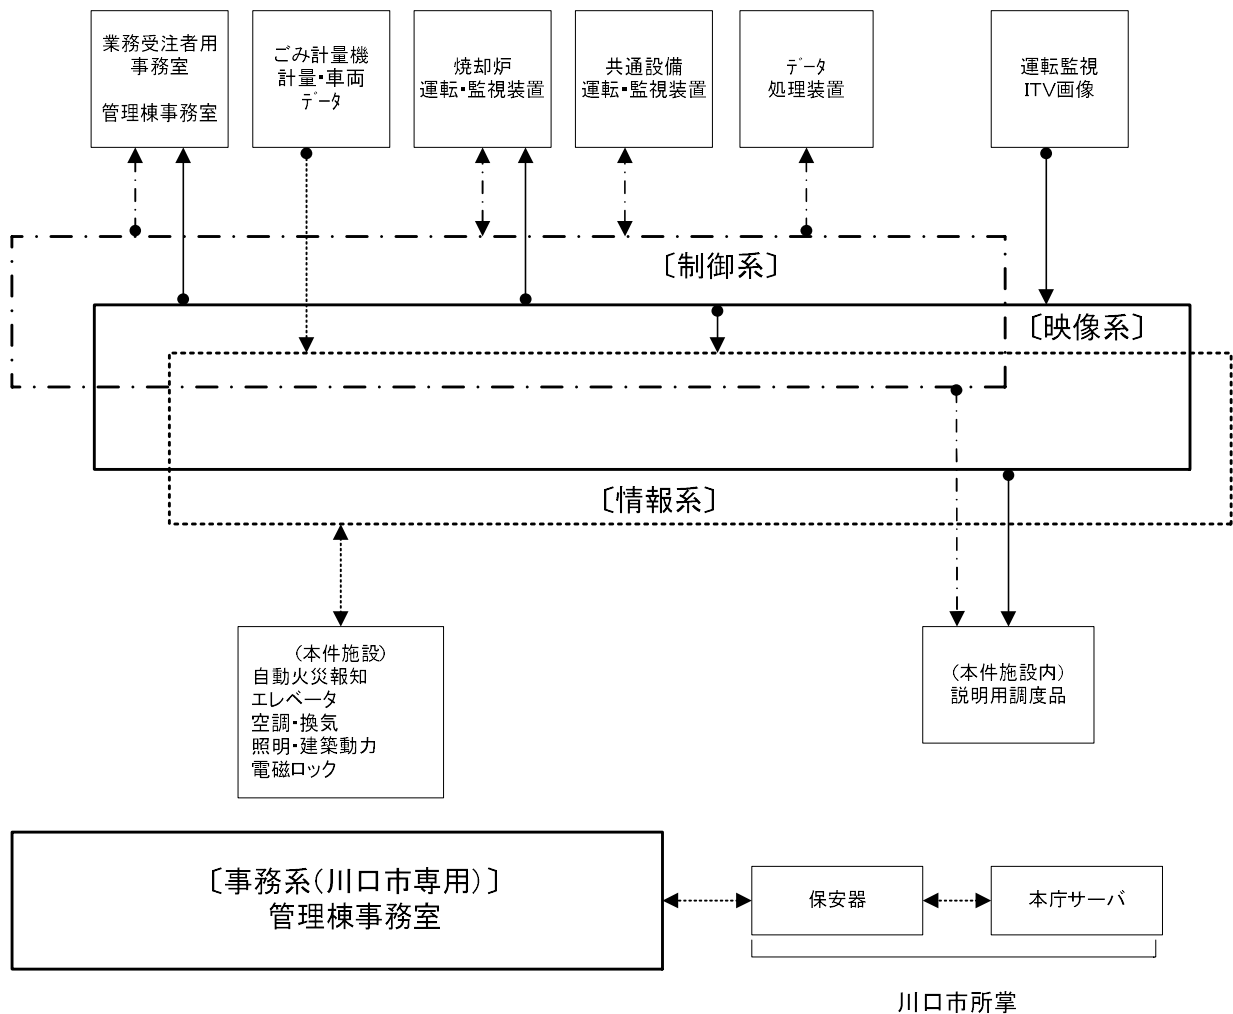 業務受注者用
事務室
管理棟事務室
ごみ計量機
計量・車両
データ
焼却炉
運転・監視装置
共通設備
運転・監視装置
データ
処理装置
運転監視
ITV画像
〔制御系〕
〔映像系〕
〔情報系〕
(本件施設)
自動火災報知
エレベータ
空調・換気
照明・建築動力
電磁ロック
(本件施設内)
説明用調度品
〔事務系(川口市専用)〕
管理棟事務室
保安器
本庁サーバ
川口市所掌